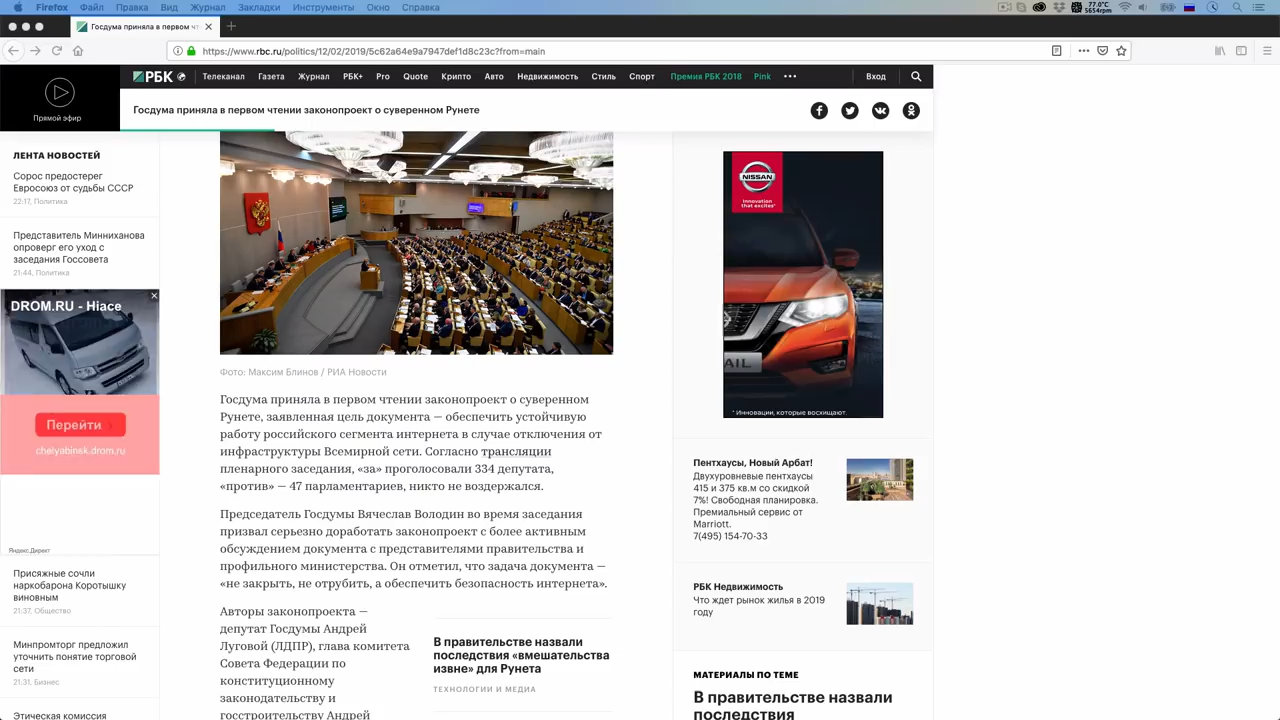 Firefox Файл Правка Вид Журнал Закладки Инструменты Окно Справка
77.0°C
5654rpm
Госдума приняла в первом чт
https://www.rbc.ru/politics/12/02/2019/5c62a64e9a7947def1d8c23c?from=main
РБК Телеканал Газета Журнал РБК+ Pro Quote Крипто Авто Недвижимость Стиль Спорт Премия РБК 2018 Pink ••• Вход
Прямой эфир
Госдума приняла в первом чтении законопроект о суверенном Рунете
ЛЕНТА НОВОСТЕЙ
Сорос предостерег
Евросоюз от судьбы СССР
22:17, Политика
Представитель Минниханова
опроверг его уход с
заседания Госсовета
21:44, Политика
DROM.RU - Hiace
Перейти
chelyabinsk.drom.ru
Яндекс.Директ
Присяжные сочли
наркобарона Коротышку
виновным
21:37, Общество
Минпромторг предложил
уточнить понятие торговой
сети
21:31, Бизнес
Этическая комиссия
Фото: Максим Блинов / РИА Новости
Госдума приняла в первом чтении законопроект о суверенном
Рунете, заявленная цель документа — обеспечить устойчивую
работу российского сегмента интернета в случае отключения от
инфраструктуры Всемирной сети. Согласно трансляции
пленарного заседания, «за» проголосовали 334 депутата,
«против» — 47 парламентариев, никто не воздержался.
Председатель Госдумы Вячеслав Володин во время заседания
призвал серьезно доработать законопроект с более активным
обсуждением документа с представителями правительства и
профильного министерства. Он отметил, что задача документа —
«не закрыть, не отрубить, а обеспечить безопасность интернета».
Авторы законопроекта —
депутат Госдумы Андрей
Луговой (ЛДПР), глава комитета
Совета Федерации по
конституционному
законодательству и
госстроительству Андрей
В правительстве назвали
последствия «вмешательства
извне» для Рунета
ТЕХНОЛОГИИ И МЕДИА
NISSAN
Innovation
that excites*
AIL
* Инновации, которые восхищают.
Пентхаусы, Новый Арбат!
Двухуровневые пентхаусы
415 и 375 кв.м со скидкой
7%! Свободная планировка.
Премиальный сервис от
Marriott.
7(495) 154-70-33
РБК Недвижимость
Что ждет рынок жилья в 2019
году
МАТЕРИАЛЫ ПО ТЕМЕ
В правительстве назвали
последствия